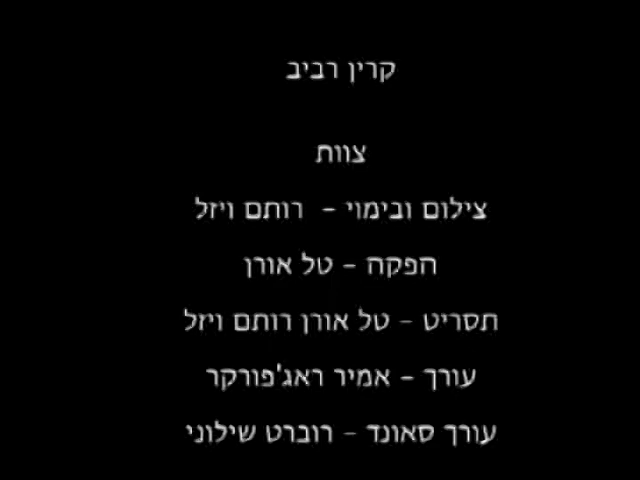 קרין רביב
צוות
צילום ובימוי - רותם ויזל
הפקה - טל אורן
תסריט - טל אורן רותם ויזל
עורך - אמיר ראג'פורקר
עורך סאונד - רוברט שילוני